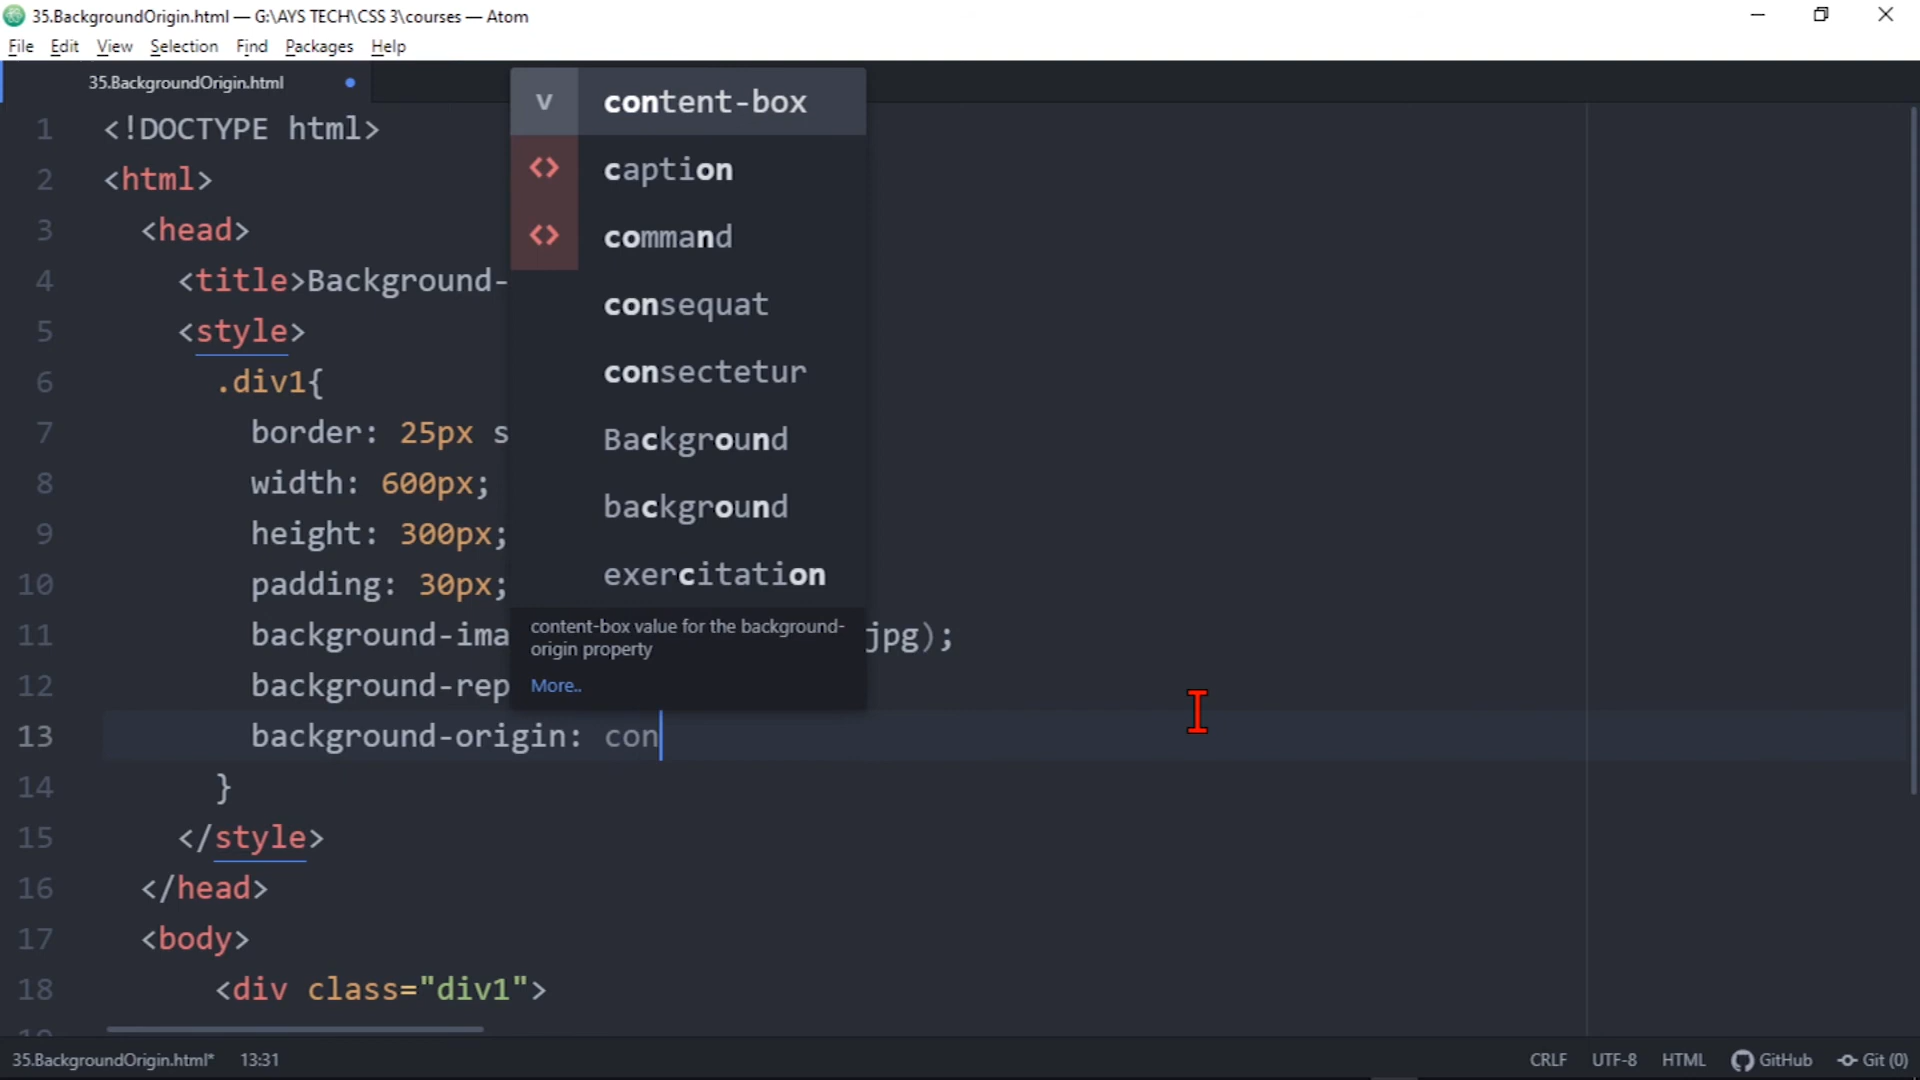 35.BackgroundOrigin.html — G:\AYS TECH\CSS 3\courses — Atom
File Edit View Selection Find Packages Help
35.BackgroundOrigin.html
1 <!DOCTYPE html>
2 <html>
3 <head>
4 <title>Background-
5 <style>
6 .div1{
7 border: 25px s
8 width: 600px;
9 height: 300px;
10 padding: 30px;
11 background-ima jpg);
12 background-rep
13 background-origin: con
14 }
15 </style>
16 </head>
17 <body>
18 <div class="div1">
v content-box
<> caption
<> command
consequat
consectetur
Background
background
exercitation
content-box value for the background-
origin property
More..
35.BackgroundOrigin.html* 13:31 CRLF UTF-8 HTML GitHub Git (0)